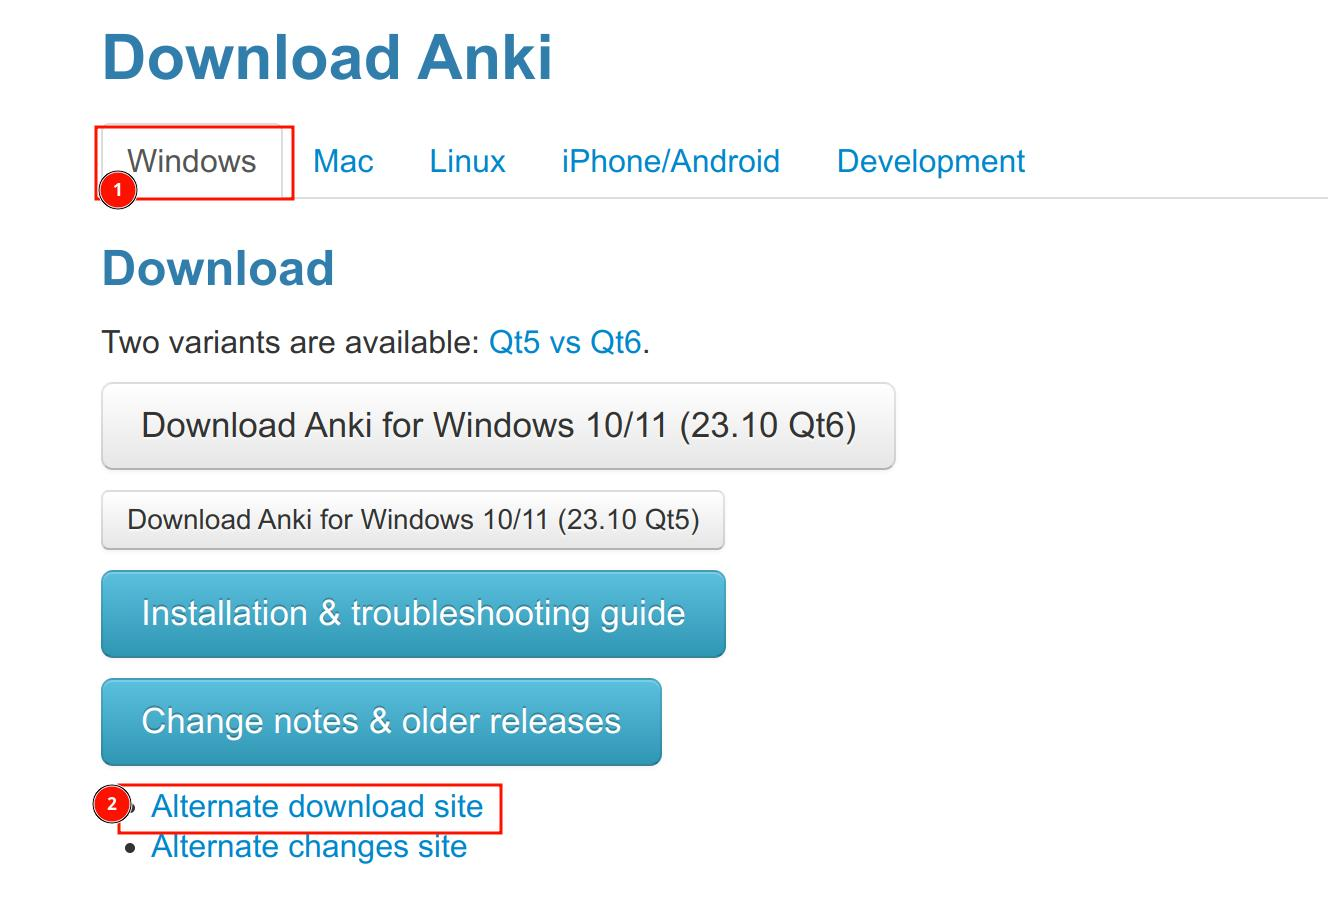 Download Anki
Windows Mac Linux iPhone/Android Development
1
Download
Two variants are available: Qt5 vs Qt6.
Download Anki for Windows 10/11 (23.10 Qt6)
Download Anki for Windows 10/11 (23.10 Qt5)
Installation & troubleshooting guide
Change notes & older releases
2 Alternate download site
• Alternate changes site